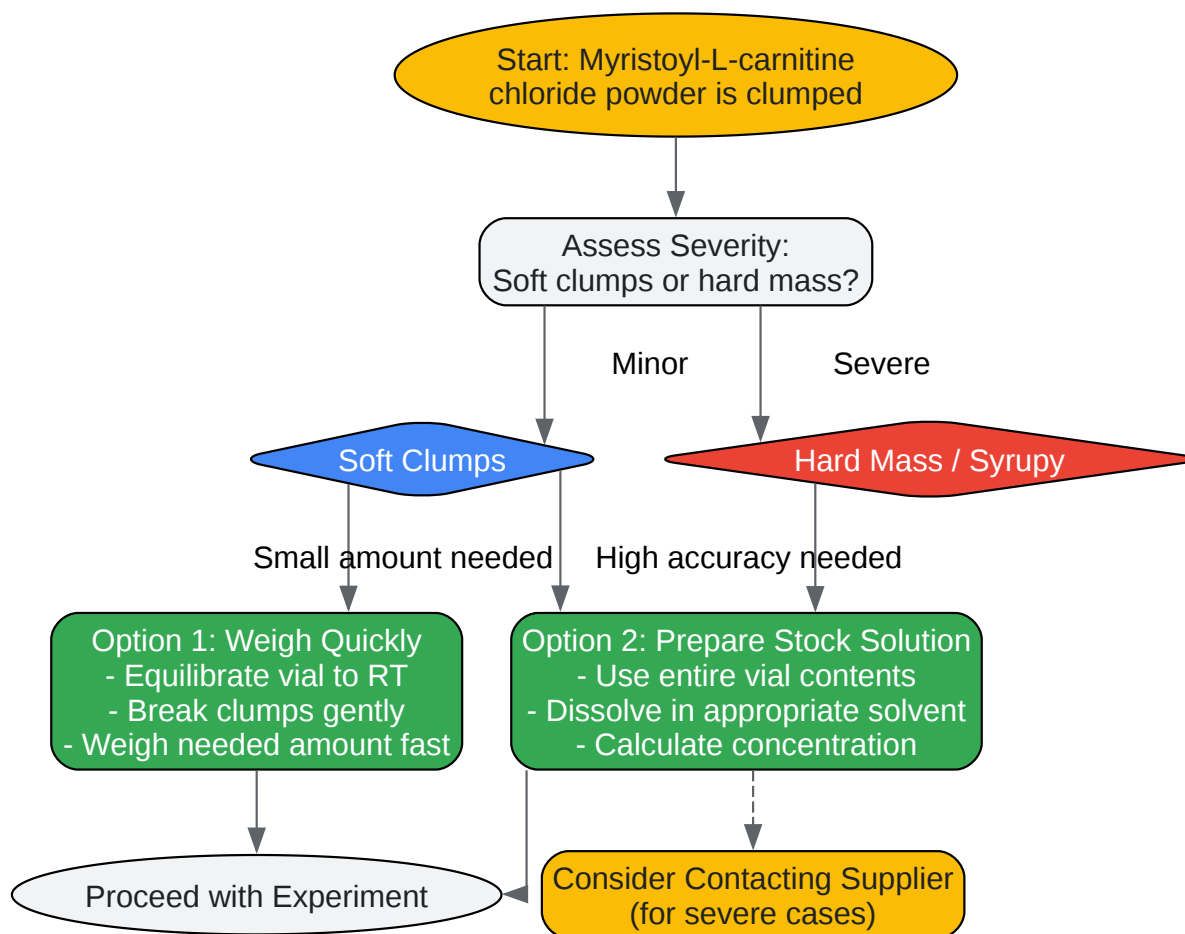 Start: Myristoyl-L-carnitine
chloride powder is clumped
Assess Severity:
Soft clumps or hard mass?
Minor
Severe
Soft Clumps
Hard Mass / Syrupy
Small amount needed
High accuracy needed
Option 1: Weigh Quickly
- Equilibrate vial to RT
- Break clumps gently
- Weigh needed amount fast
Option 2: Prepare Stock Solution
- Use entire vial contents
- Dissolve in appropriate solvent
- Calculate concentration
Proceed with Experiment
Consider Contacting Supplier
(for severe cases)